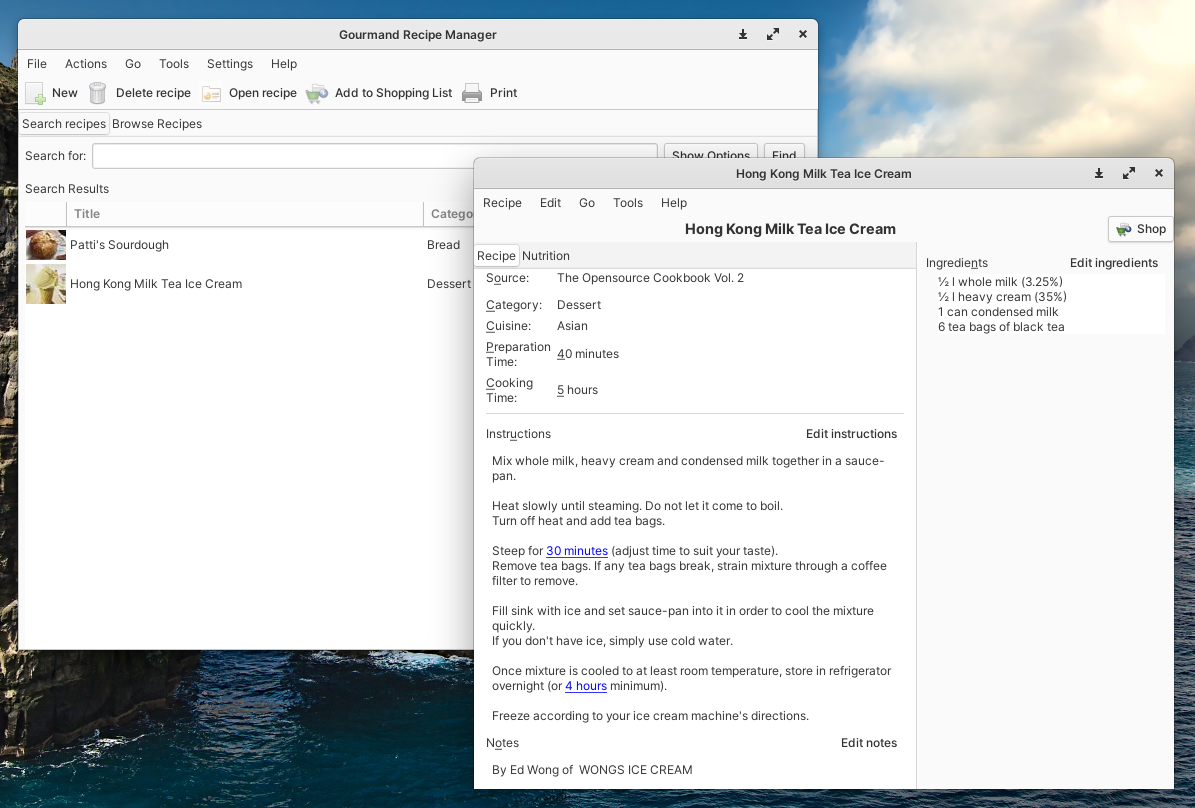 Gourmand Recipe Manager
File Actions Go Tools Settings Help
New Delete recipe Open recipe Add to Shopping List Print
Search recipes Browse Recipes
Search for: Show Options Find
Search Results
Title Catego
Patti's Sourdough Bread
Hong Kong Milk Tea Ice Cream Dessert
Hong Kong Milk Tea Ice Cream
Recipe Edit Go Tools Help
Hong Kong Milk Tea Ice Cream
Shop
Recipe Nutrition
Source: The Opensource Cookbook Vol. 2
Category: Dessert
Cuisine: Asian
Preparation
Time: 40 minutes
Cooking
Time: 5 hours
Instructions Edit instructions
Mix whole milk, heavy cream and condensed milk together in a sauce-
pan.
Heat slowly until steaming. Do not let it come to boil.
Turn off heat and add tea bags.
Steep for 30 minutes (adjust time to suit your taste).
Remove tea bags. If any tea bags break, strain mixture through a coffee
filter to remove.
Fill sink with ice and set sauce-pan into it in order to cool the mixture
quickly.
If you don't have ice, simply use cold water.
Once mixture is cooled to at least room temperature, store in refrigerator
overnight (or 4 hours minimum).
Freeze according to your ice cream machine's directions.
Notes Edit notes
By Ed Wong of  WONGS ICE CREAM
Ingredients Edit ingredients
½ l whole milk (3.25%)
½ l heavy cream (35%)
1 can condensed milk
6 tea bags of black tea